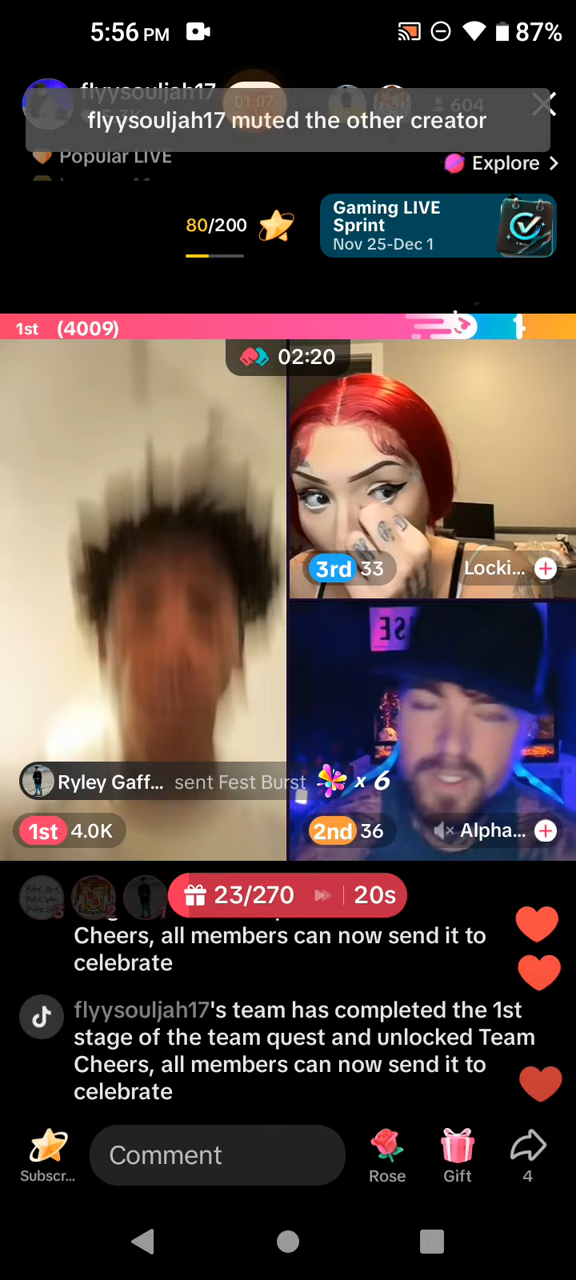 5:56 PM
87%
flyysouljah17
01:07
604
flyysouljah17 muted the other creator
Popular LIVE
Explore >
80/200
Gaming LIVE
Sprint
Nov 25-Dec 1
1st (4009)
02:20
3rd 33
Locki...
Ryley Gaff... sent Fest Burst x 6
1st 4.0K
2nd 36
Alpha...
23/270
20s
Cheers, all members can now send it to
celebrate
flyysouljah17's team has completed the 1st
stage of the team quest and unlocked Team
Cheers, all members can now send it to
celebrate
Subscr...
Comment
Rose
Gift
4